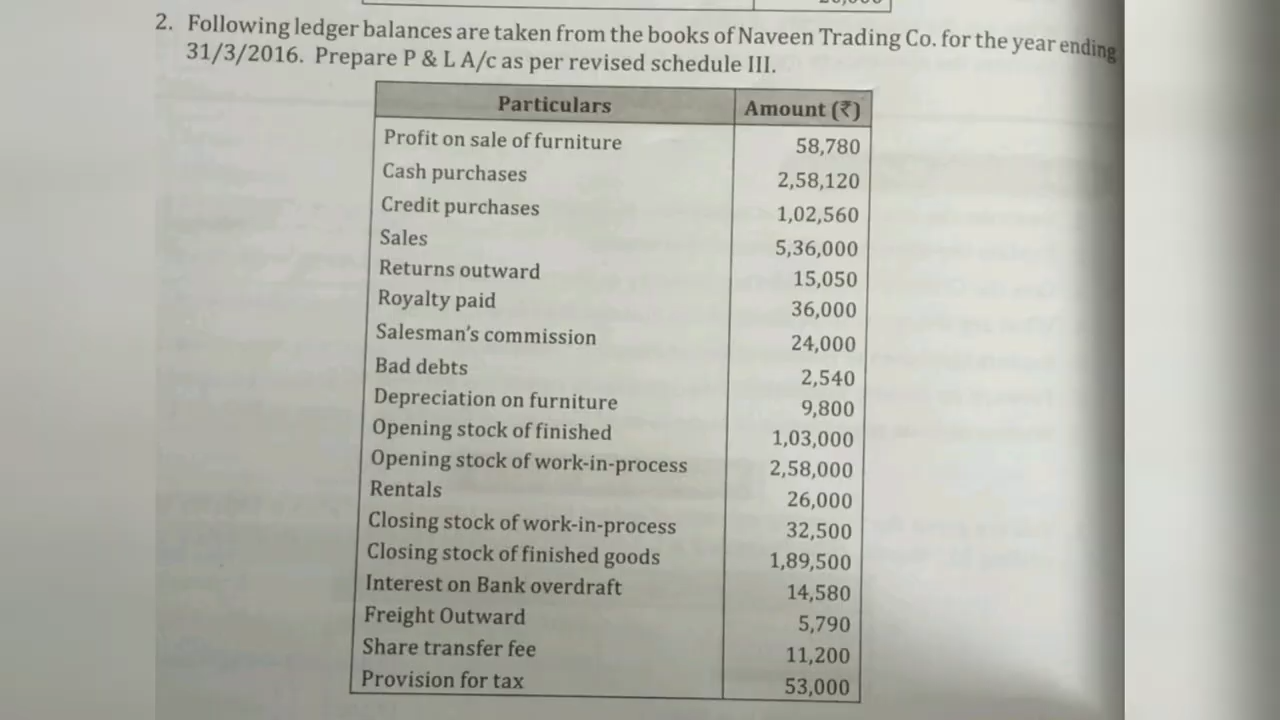 2. Following ledger balances are taken from the books of Naveen Trading Co. for the year ending
31/3/2016. Prepare P & L A/c as per revised schedule III.
Particulars Amount (₹)
Profit on sale of furniture 58,780
Cash purchases 2,58,120
Credit purchases 1,02,560
Sales 5,36,000
Returns outward 15,050
Royalty paid 36,000
Salesman's commission 24,000
Bad debts 2,540
Depreciation on furniture 9,800
Opening stock of finished 1,03,000
Opening stock of work-in-process 2,58,000
Rentals 26,000
Closing stock of work-in-process 32,500
Closing stock of finished goods 1,89,500
Interest on Bank overdraft 14,580
Freight Outward 5,790
Share transfer fee 11,200
Provision for tax 53,000